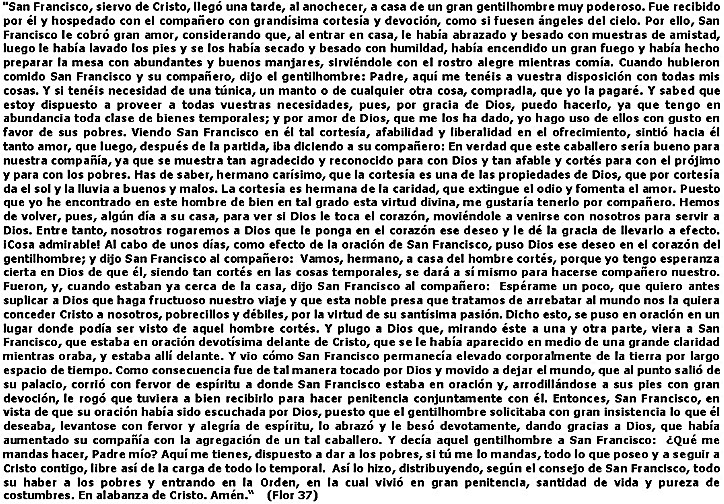 "San Francisco, siervo de Cristo, llegó una tarde, al anochecer, a casa de un gran gentilhombre muy poderoso. Fue recibido
por él y hospedado con el compañero con grandísima cortesía y devoción, como si fuesen ángeles del cielo. Por ello, San
Francisco le cobró gran amor, considerando que, al entrar en casa, le había abrazado y besado con muestras de amistad,
luego le había lavado los pies y se los había secado y besado con humildad, había encendido un gran fuego y había hecho
preparar la mesa con abundantes y buenos manjares, sirviéndole con el rostro alegre mientras comía. Cuando hubieron
comido San Francisco y su compañero, dijo el gentilhombre: Padre, aquí me tenéis a vuestra disposición con todas mis
cosas. Y si tenéis necesidad de una túnica, un manto o de cualquier otra cosa, compradla, que yo la pagaré. Y sabed que
estoy dispuesto a proveer a todas vuestras necesidades, pues, por gracia de Dios, puedo hacerlo, ya que tengo en
abundancia toda clase de bienes temporales; y por amor de Dios, que me los ha dado, yo hago uso de ellos con gusto en
favor de sus pobres. Viendo San Francisco en él tal cortesía, afabilidad y liberalidad en el ofrecimiento, sintió hacia él
tanto amor, que luego, después de la partida, iba diciendo a su compañero: En verdad que este caballero sería bueno para
nuestra compañía, ya que se muestra tan agradecido y reconocido para con Dios y tan afable y cortés para con el prójimo
y para con los pobres. Has de saber, hermano carísimo, que la cortesía es una de las propiedades de Dios, que por cortesía
da el sol y la lluvia a buenos y malos. La cortesía es hermana de la caridad, que extingue el odio y fomenta el amor. Puesto
que yo he encontrado en este hombre de bien en tal grado esta virtud divina, me gustaría tenerlo por compañero. Hemos
de volver, pues, algún día a su casa, para ver si Dios le toca el corazón, moviéndole a venirse con nosotros para servir a
Dios. Entre tanto, nosotros rogaremos a Dios que le ponga en el corazón ese deseo y le dé la gracia de llevarlo a efecto.
¡Cosa admirable! Al cabo de unos días, como efecto de la oración de San Francisco, puso Dios ese deseo en el corazón del
gentilhombre; y dijo San Francisco al compañero: Vamos, hermano, a casa del hombre cortés, porque yo tengo esperanza
cierta en Dios de que él, siendo tan cortés en las cosas temporales, se dará a sí mismo para hacerse compañero nuestro.
Fueron, y, cuando estaban ya cerca de la casa, dijo San Francisco al compañero: Espérame un poco, que quiero antes
suplicar a Dios que haga fructuoso nuestro viaje y que esta noble presa que tratamos de arrebatar al mundo nos la quiera
conceder Cristo a nosotros, pobrecillos y débiles, por la virtud de su santísima pasión. Dicho esto, se puso en oración en un
lugar donde podía ser visto de aquel hombre cortés. Y plugo a Dios que, mirando éste a una y otra parte, viera a San
Francisco, que estaba en oración devotísima delante de Cristo, que se le había aparecido en medio de una grande claridad
mientras oraba, y estaba allí delante. Y vio cómo San Francisco permanecía elevado corporalmente de la tierra por largo
espacio de tiempo. Como consecuencia fue de tal manera tocado por Dios y movido a dejar el mundo, que al punto salió de
su palacio, corrió con fervor de espíritu a donde San Francisco estaba en oración y, arrodillándose a sus pies con gran
devoción, le rogó que tuviera a bien recibirlo para hacer penitencia conjuntamente con él. Entonces, San Francisco, en
vista de que su oración había sido escuchada por Dios, puesto que el gentilhombre solicitaba con gran insistencia lo que él
deseaba, levantose con fervor y alegría de espíritu, lo abrazó y le besó devotamente, dando gracias a Dios, que había
aumentado su compañía con la agregación de un tal caballero. Y decía aquel gentilhombre a San Francisco: ¿Qué me
mandas hacer, Padre mío? Aquí me tienes, dispuesto a dar a los pobres, si tú me lo mandas, todo lo que poseo y a seguir a
Cristo contigo, libre así de la carga de todo lo temporal. Así lo hizo, distribuyendo, según el consejo de San Francisco, todo
su haber a los pobres y entrando en la Orden, en la cual vivió en gran penitencia, santidad de vida y pureza de
costumbres. En alabanza de Cristo. Amén." (Flor 37)